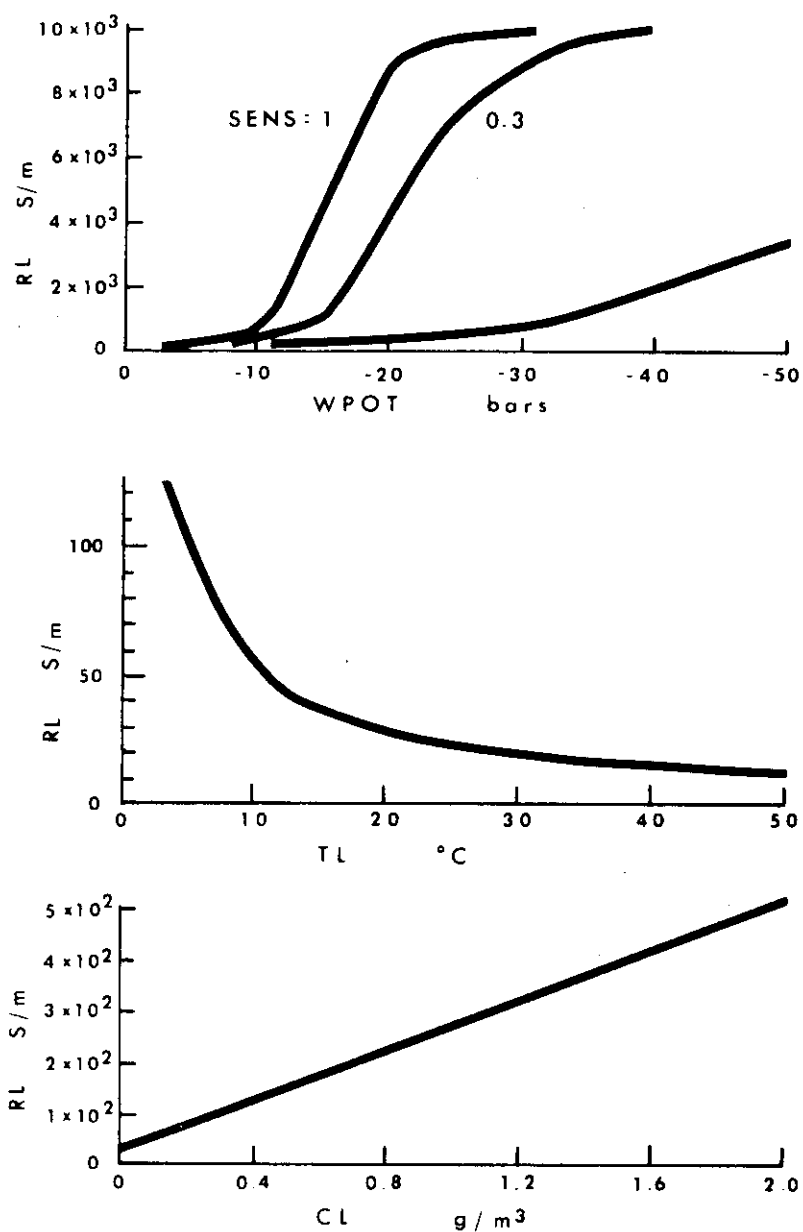 10 × 10³
8 × 10³
6 × 10³
4 × 10³
2 × 10³
0
RL S/m
SENS: 1
0.3
0 -10 -20 -30 -40 -50
WPOT bars
100
50
0
RL S/m
0 10 20 30 40 50
TL °C
5 × 10²
4 × 10²
3 × 10²
2 × 10²
1 × 10²
0
RL S/m
0 0.4 0.8 1.2 1.6 2.0
CL g/m³